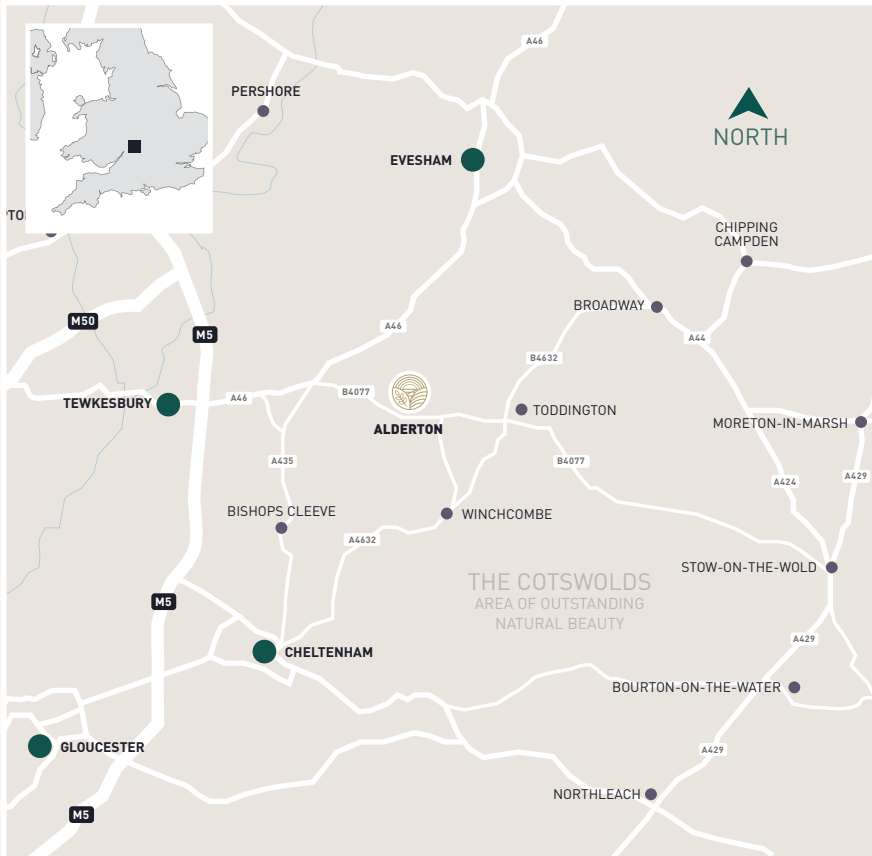 A46
PERSHORE
NORTH
EVESHAM
CHIPPING
CAMPDEN
BROADWAY
M50
M5
A46
A44
B4632
A46
B4077
TEWKESBURY
TODDINGTON
ALDERTON
MORETON-IN-MARSH
A435
B4077
A429
A424
BISHOPS CLEEVE
WINCHCOMBE
A4632
STOW-ON-THE-WOLD
THE COTSWOLDS
AREA OF OUTSTANDING
NATURAL BEAUTY
M5
A429
CHELTENHAM
BOURTON-ON-THE-WATER
GLOUCESTER
A429
NORTHLEACH
M5